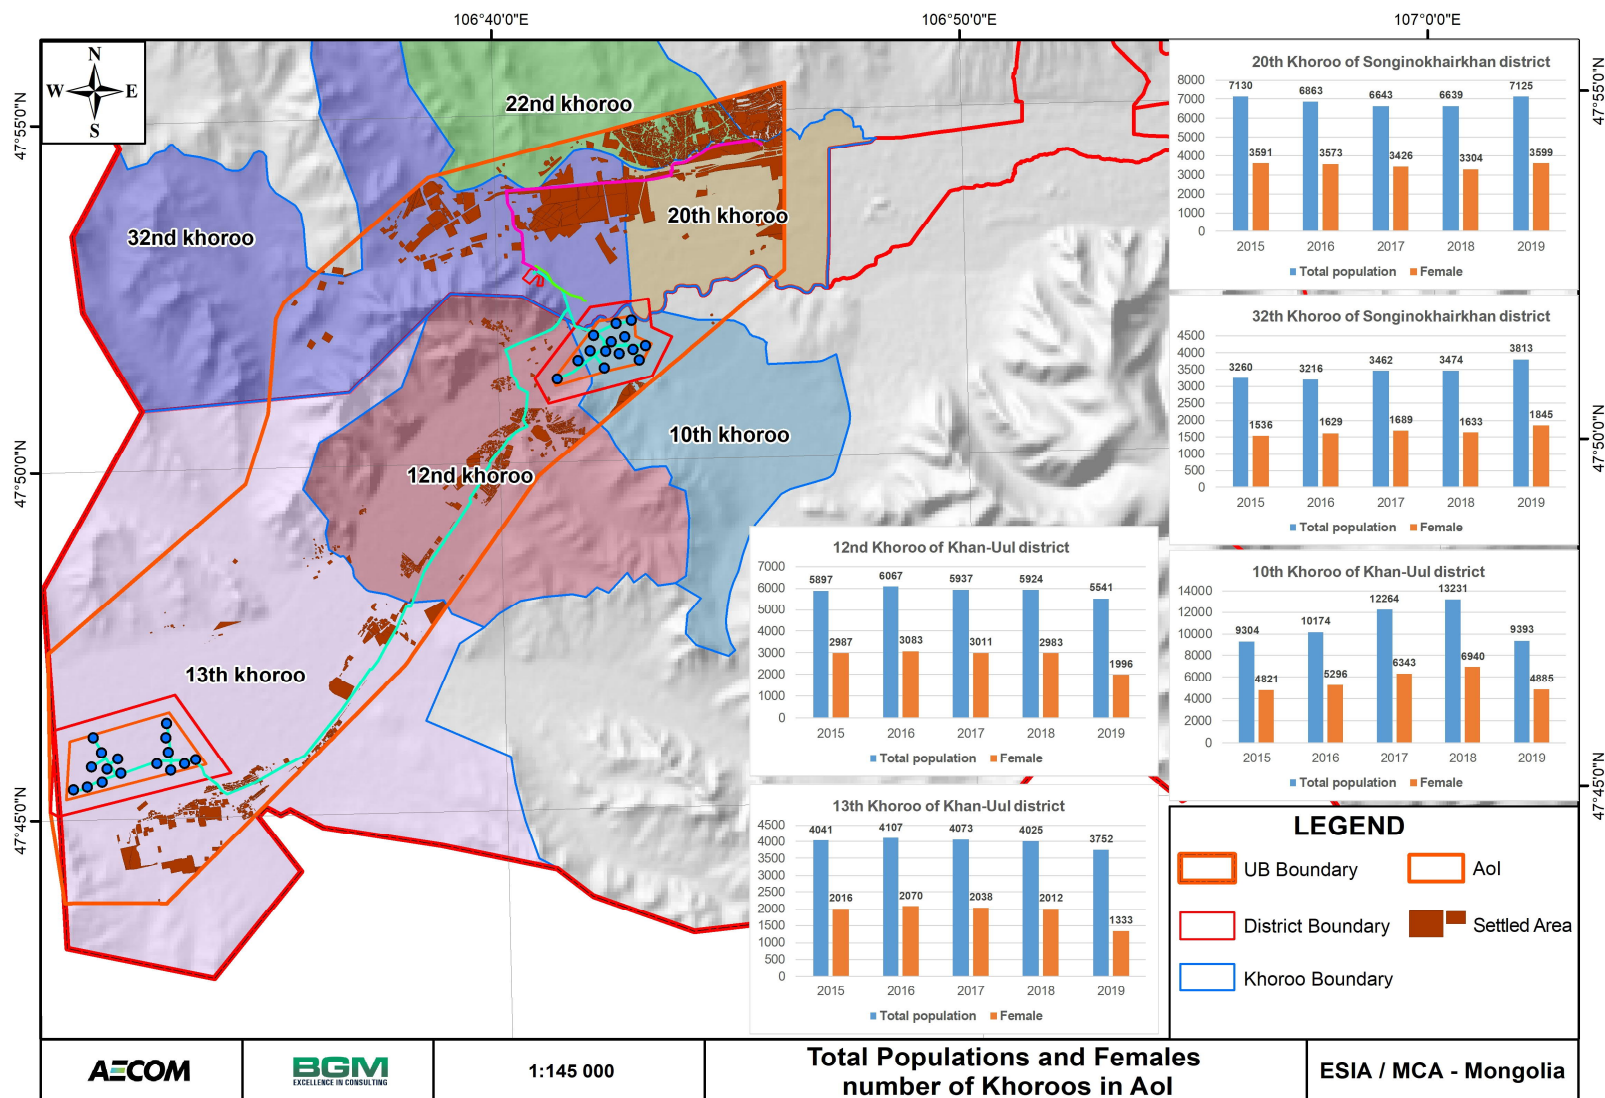 106°40'0"E
106°50'0"E
107°0'0"E
47°55'0"N
47°50'0"N
47°45'0"N
47°55'0"N
47°50'0"N
47°45'0"N
N
W E
S
22nd khoroo
32nd khoroo
20th khoroo
10th khoroo
12nd khoroo
13th khoroo
20th Khoroo of Songinokhairkhan district
8000
7000
6000
5000
4000
3000
2000
1000
0
7130 6863 6643 6639 7125
3591 3573 3426 3304 3599
2015 2016 2017 2018 2019
Total population Female
32th Khoroo of Songinokhairkhan district
4500
4000
3500
3000
2500
2000
1500
1000
500
0
3260 3216 3462 3474 3813
1536 1629 1689 1633 1845
2015 2016 2017 2018 2019
Total population Female
12nd Khoroo of Khan-Uul district
7000
6000
5000
4000
3000
2000
1000
0
5897 6067 5937 5924 5541
2987 3083 3011 2983 1996
2015 2016 2017 2018 2019
Total population Female
10th Khoroo of Khan-Uul district
14000
12000
10000
8000
6000
4000
2000
0
9304 10174 12264 13231 9393
4821 5296 6343 6940 4885
2015 2016 2017 2018 2019
Total population Female
13th Khoroo of Khan-Uul district
4500
4000
3500
3000
2500
2000
1500
1000
500
0
4041 4107 4073 4025 3752
2016 2070 2038 2012 1333
2015 2016 2017 2018 2019
Total population Female
LEGEND
UB Boundary
AoI
District Boundary
Settled Area
Khoroo Boundary
AECOM
BGM
EXCELLENCE IN CONSULTING
1:145 000
Total Populations and Females
number of Khoroos in AoI
ESIA / MCA - Mongolia